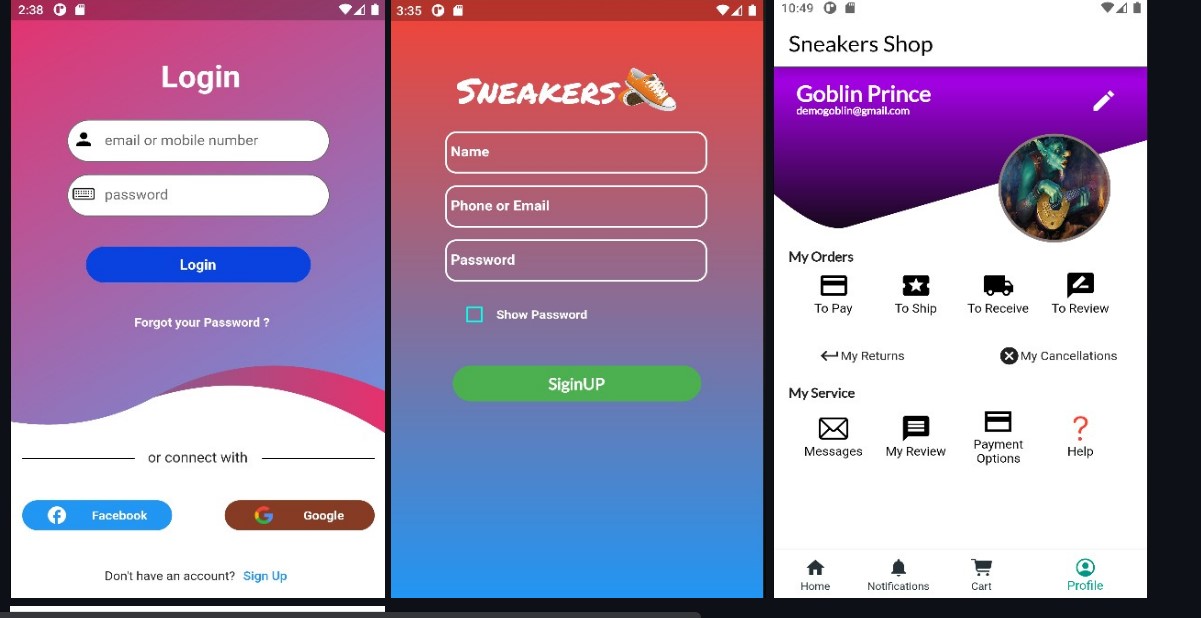 2:38
Login
email or mobile number
password
Login
Forgot your Password ?
or connect with
Facebook
Google
Don't have an account? Sign Up
3:35
SNEAKERS
Name
Phone or Email
Password
Show Password
SiginUP
10:49
Sneakers Shop
Goblin Prince
demogoblin@gmail.com
My Orders
To Pay To Ship To Receive To Review
My Returns My Cancellations
My Service
Messages My Review Payment Options Help
Home Notifications Cart Profile